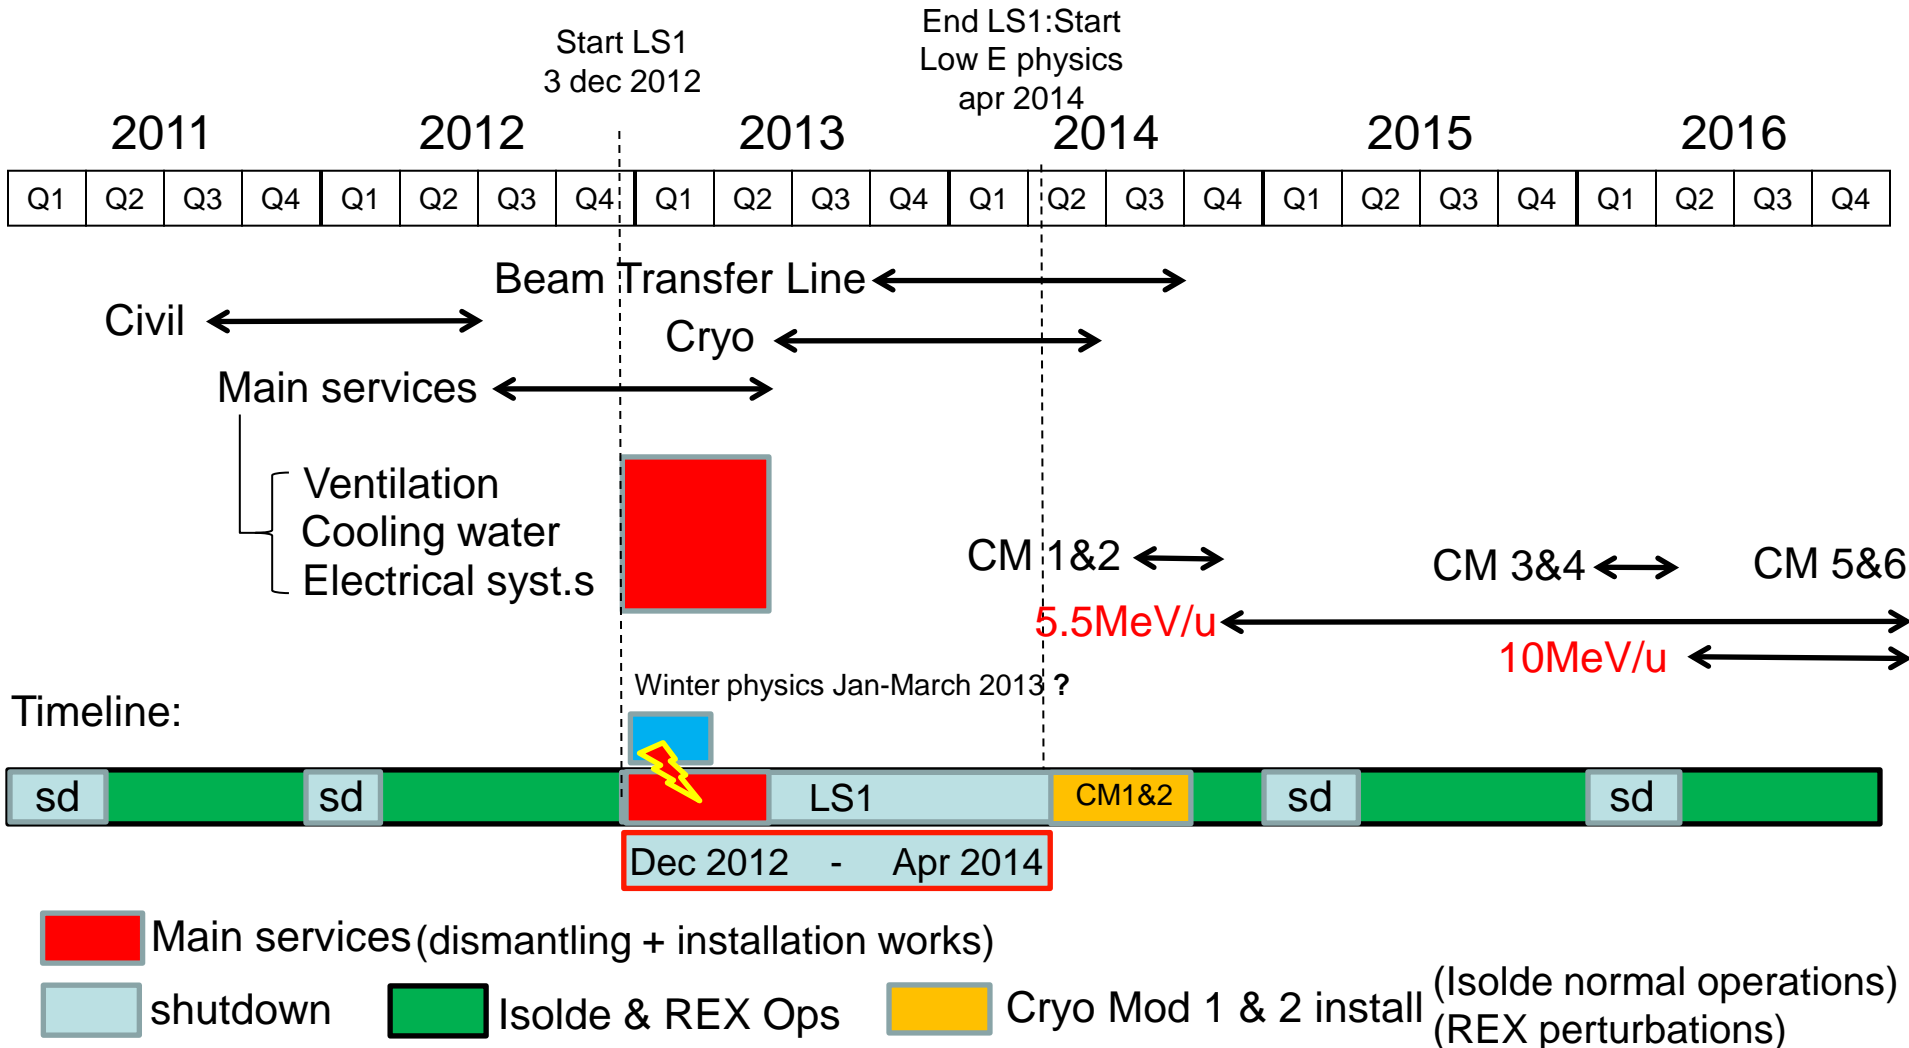 Start LS1
3 dec 2012
End LS1:Start
Low E physics
apr 2014
2011 2012 2013 2014 2015 2016
Q1 Q2 Q3 Q4 Q1 Q2 Q3 Q4 Q1 Q2 Q3 Q4 Q1 Q2 Q3 Q4 Q1 Q2 Q3 Q4 Q1 Q2 Q3 Q4
Beam Transfer Line
Civil
Cryo
Main services
Ventilation
Cooling water
Electrical syst.s
CM 1&2
CM 3&4
CM 5&6
5.5MeV/u
10MeV/u
Winter physics Jan-March 2013 ?
Timeline:
sd sd LS1 CM1&2 sd sd
Dec 2012 - Apr 2014
Main services (dismantling + installation works)
shutdown
Isolde & REX Ops
Cryo Mod 1 & 2 install
(Isolde normal operations)
(REX perturbations)